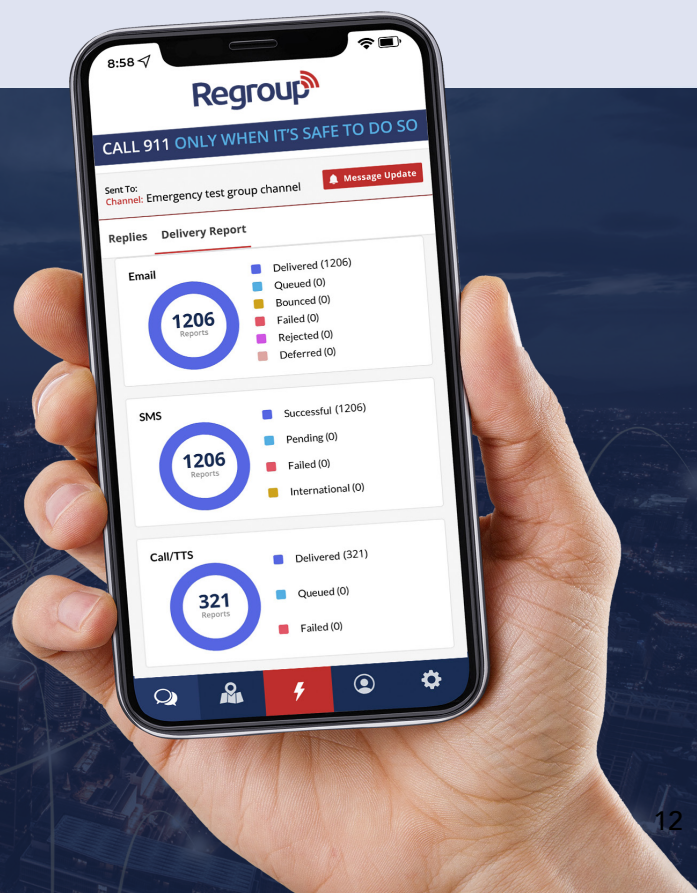 8:58
Regroup
CALL 911 ONLY WHEN IT'S SAFE TO DO SO
Sent To:
Channel: Emergency test group channel
Message Update
Replies
Delivery Report
Email
1206
Reports
Delivered (1206)
Queued (0)
Bounced (0)
Failed (0)
Rejected (0)
Deferred (0)
SMS
1206
Reports
Successful (1206)
Pending (0)
Failed (0)
International (0)
Call/TTS
321
Reports
Delivered (321)
Queued (0)
Failed (0)
12